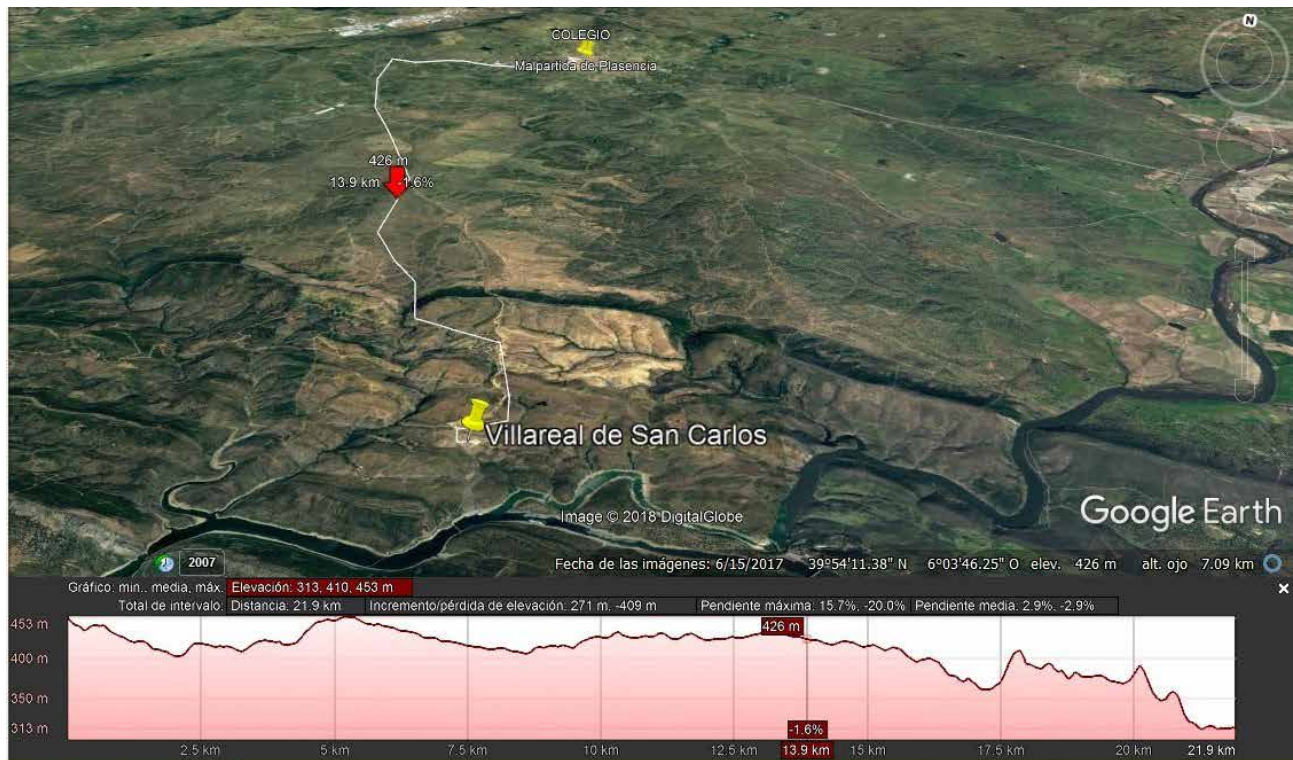 N
COLEGIO
Malpartida de Plasencia
426 m
13.9 km -1.6%
Villareal de San Carlos
Image © 2018 DigitalGlobe
Google Earth
2007
Fecha de las imágenes: 6/15/2017 39°54'11.38" N 6°03'46.25" O elev. 426 m alt. ojo 7.09 km
Gráfico: min.. media, máx. Elevación: 313, 410, 453 m
Total de intervalo: Distancia: 21.9 km Incremento/pérdida de elevación: 271 m. -409 m Pendiente máxima: 15.7%. -20.0% Pendiente media: 2.9%. -2.9%
453 m
426 m
400 m
350 m
313 m
-1.6%
2.5 km 5 km 7.5 km 10 km 12.5 km 13.9 km 15 km 17.5 km 20 km 21.9 km